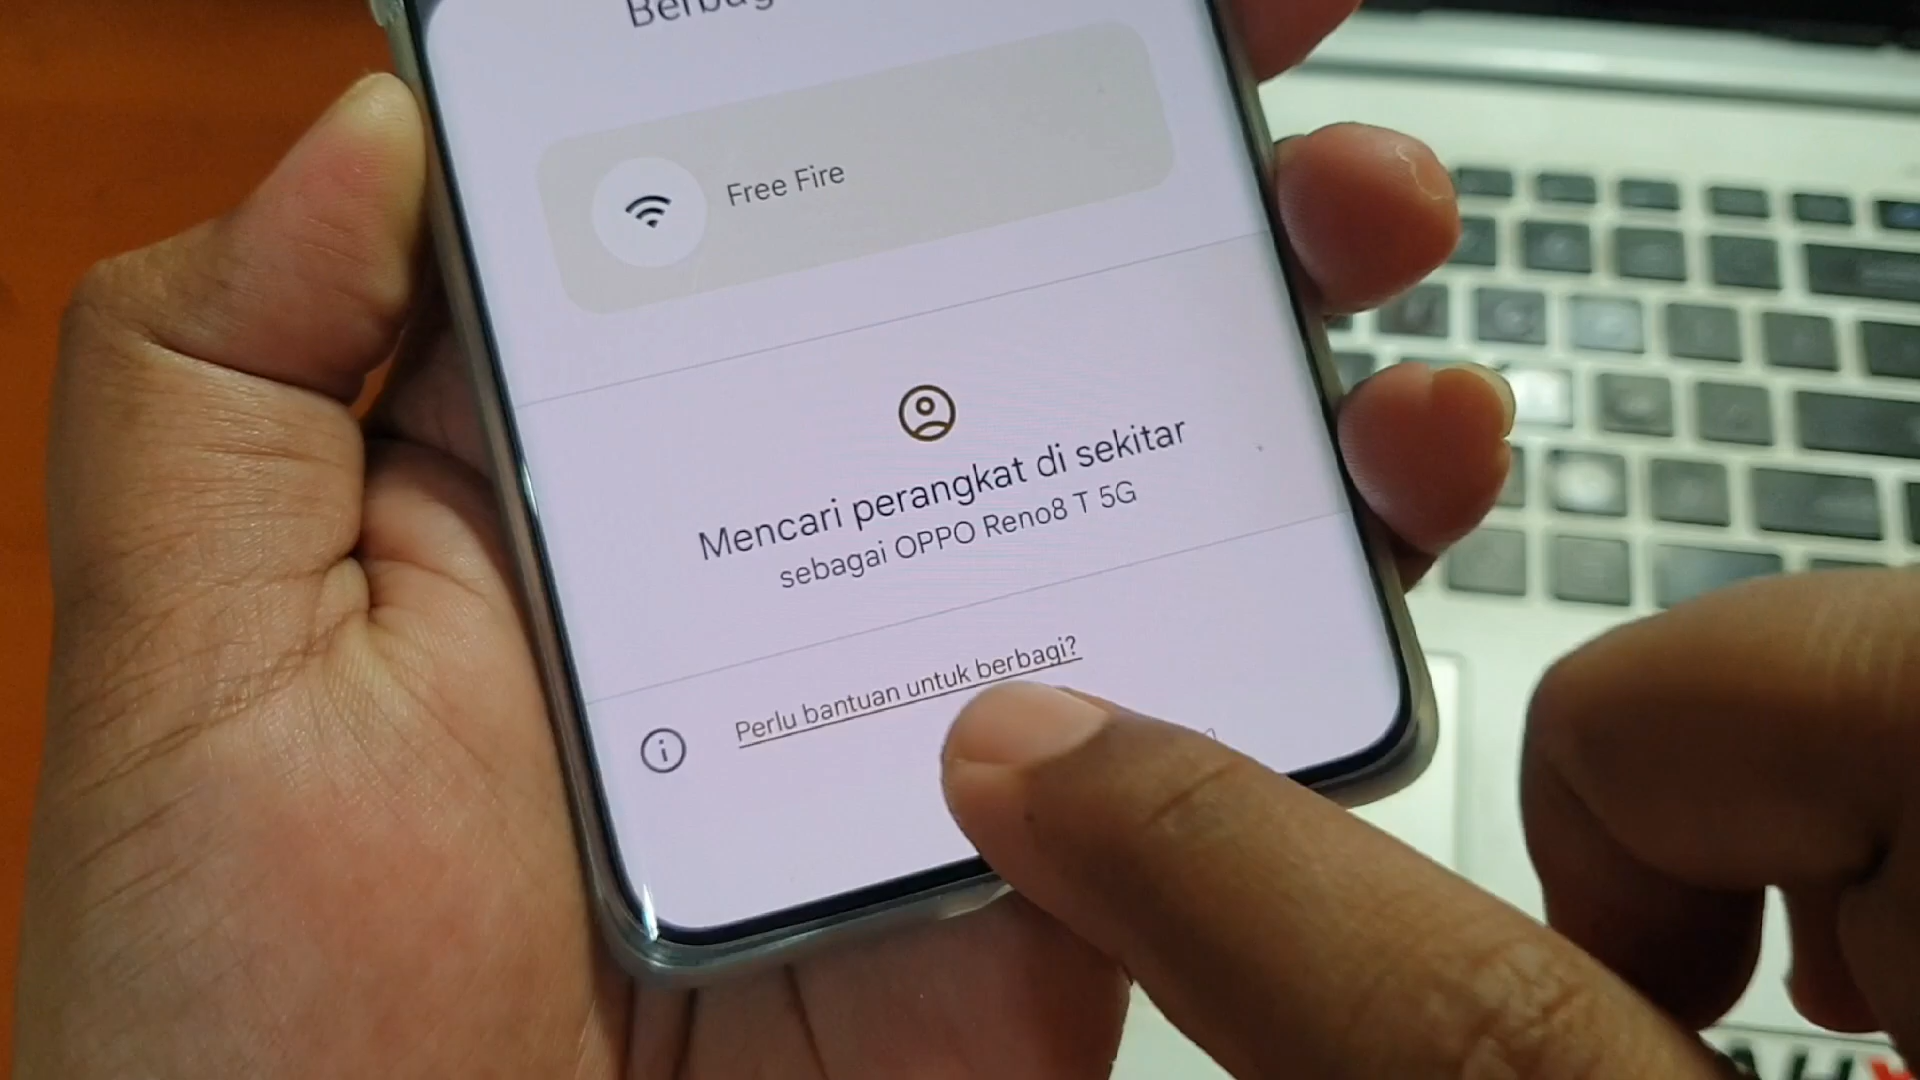 Free Fire
Mencari perangkat di sekitar
sebagai OPPO Reno8 T 5G
Perlu bantuan untuk berbagi?